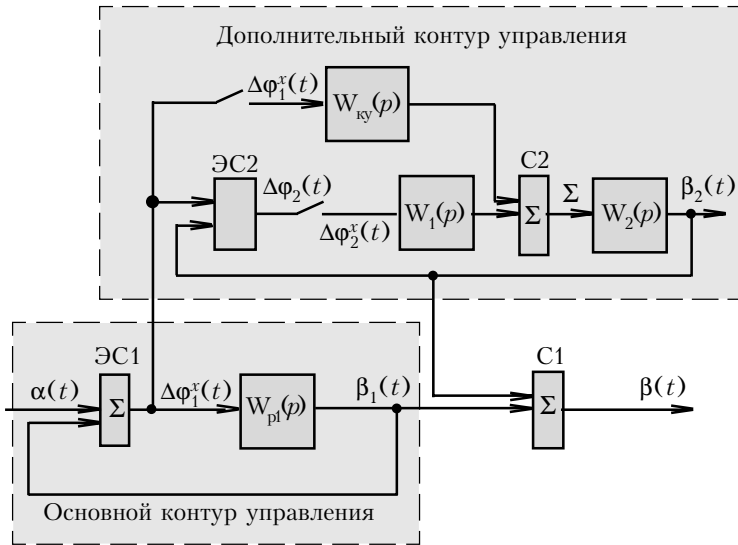 Дополнительный контур управления
Δφ₁ˣ(t)
W_ку(p)
ЭС2
Δφ₂(t)
Δφ₂ˣ(t)
W₁(p)
С2
Σ
Σ
W₂(p)
β₂(t)
ЭС1
α(t)
Σ
Δφ₁ˣ(t)
W_р1(p)
β₁(t)
С1
Σ
β(t)
Основной контур управления